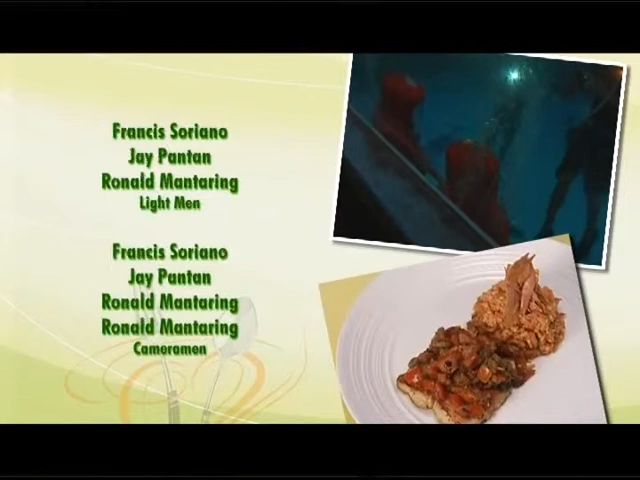 Francis Soriano
Jay Pantan
Ronald Mantaring
Light Men
Francis Soriano
Jay Pantan
Ronald Mantaring
Ronald Mantaring
Cameramen